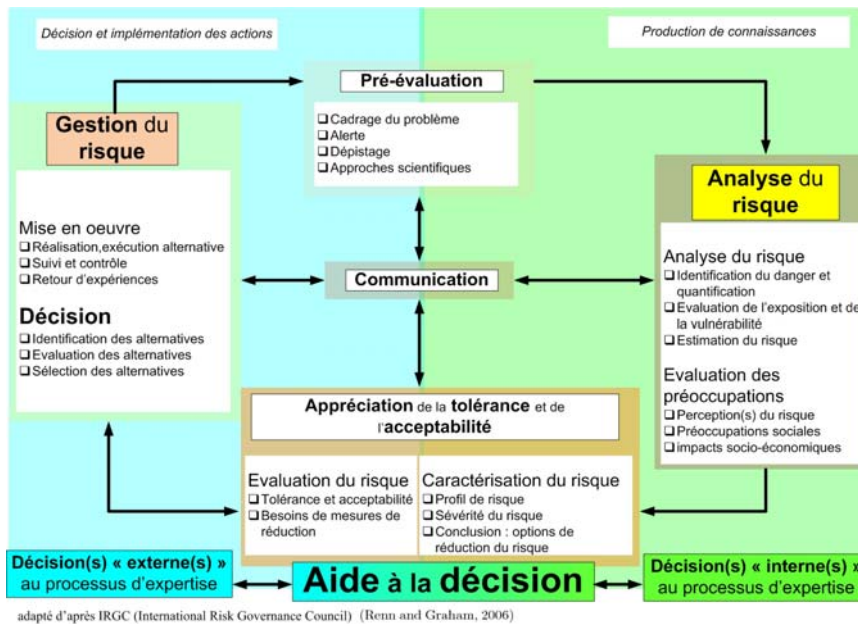 Décision et implémentation des actions
Production de connaissances
Pré-évaluation
❑ Cadrage du problème
❑ Alerte
❑ Dépistage
❑ Approches scientifiques
Gestion du
risque
Mise en oeuvre
❑ Réalisation,exécution alternative
❑ Suivi et contrôle
❑ Retour d'expériences
Décision
❑ Identification des alternatives
❑ Evaluation des alternatives
❑ Sélection des alternatives
Communication
Analyse du
risque
Analyse du risque
❑ Identification du danger et
quantification
❑ Evaluation de l'exposition et de
la vulnérabilité
❑ Estimation du risque
Evaluation des
préoccupations
❑ Perception(s) du risque
❑ Préoccupations sociales
❑ impacts socio-économiques
Appréciation de la tolérance et de
l'acceptabilité
Evaluation du risque
❑ Tolérance et acceptabilité
❑ Besoins de mesures de
réduction
Caractérisation du risque
❑ Profil de risque
❑ Sévérité du risque
❑ Conclusion : options de
réduction du risque
Décision(s) « externe(s) »
au processus d'expertise
Aide à la décision
Décision(s) « interne(s) »
au processus d'expertise
adapté d'après IRGC (International Risk Governance Council) (Renn and Graham, 2006)